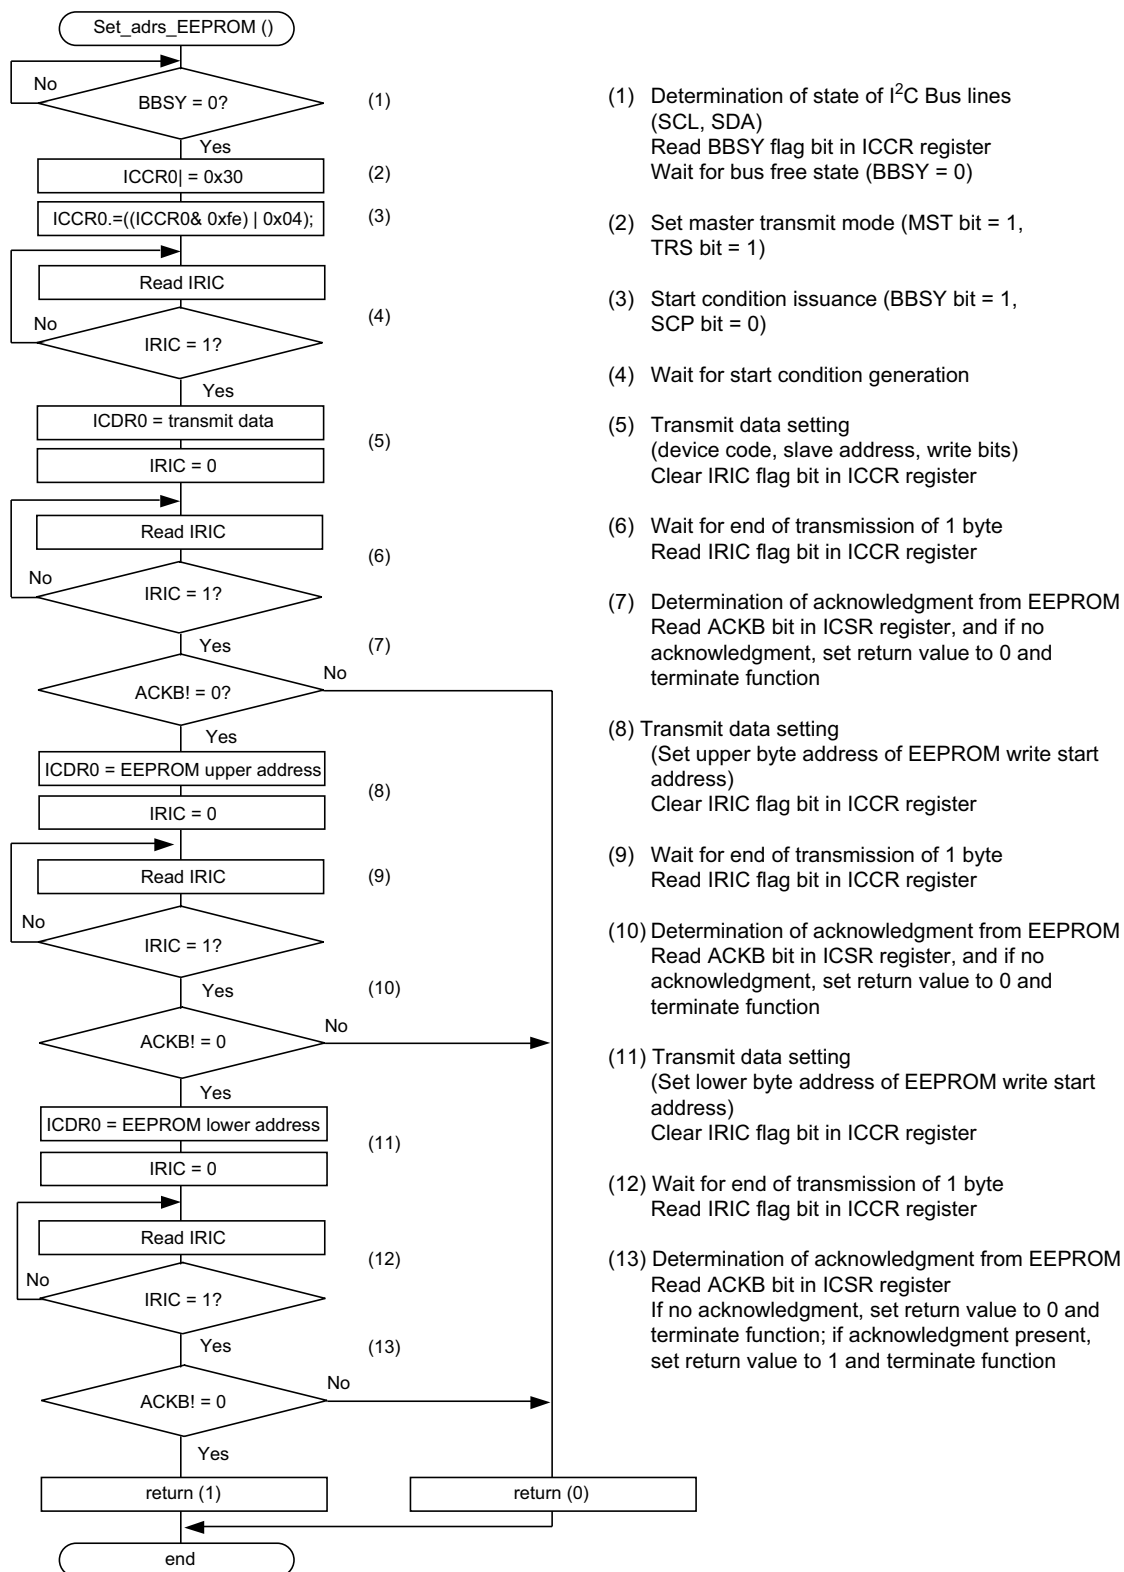 Set_adrs_EEPROM ()
No
BBSY = 0?
(1)
Yes
ICCR0| = 0x30
(2)
ICCR0.=((ICCR0& 0xfe) | 0x04);
(3)
Read IRIC
No
(4)
IRIC = 1?
Yes
ICDR0 = transmit data
(5)
IRIC = 0
Read IRIC
(6)
No
IRIC = 1?
Yes
(7)
No
ACKB! = 0?
Yes
ICDR0 = EEPROM upper address
(8)
IRIC = 0
Read IRIC
(9)
No
IRIC = 1?
Yes
(10)
No
ACKB! = 0
Yes
ICDR0 = EEPROM lower address
(11)
IRIC = 0
Read IRIC
(12)
No
IRIC = 1?
Yes
(13)
No
ACKB! = 0
Yes
return (1)
return (0)
end
(1) Determination of state of I²C Bus lines
(SCL, SDA)
Read BBSY flag bit in ICCR register
Wait for bus free state (BBSY = 0)
(2) Set master transmit mode (MST bit = 1,
TRS bit = 1)
(3) Start condition issuance (BBSY bit = 1,
SCP bit = 0)
(4) Wait for start condition generation
(5) Transmit data setting
(device code, slave address, write bits)
Clear IRIC flag bit in ICCR register
(6) Wait for end of transmission of 1 byte
Read IRIC flag bit in ICCR register
(7) Determination of acknowledgment from EEPROM
Read ACKB bit in ICSR register, and if no
acknowledgment, set return value to 0 and
terminate function
(8) Transmit data setting
(Set upper byte address of EEPROM write start
address)
Clear IRIC flag bit in ICCR register
(9) Wait for end of transmission of 1 byte
Read IRIC flag bit in ICCR register
(10) Determination of acknowledgment from EEPROM
Read ACKB bit in ICSR register, and if no
acknowledgment, set return value to 0 and
terminate function
(11) Transmit data setting
(Set lower byte address of EEPROM write start
address)
Clear IRIC flag bit in ICCR register
(12) Wait for end of transmission of 1 byte
Read IRIC flag bit in ICCR register
(13) Determination of acknowledgment from EEPROM
Read ACKB bit in ICSR register
If no acknowledgment, set return value to 0 and
terminate function; if acknowledgment present,
set return value to 1 and terminate function